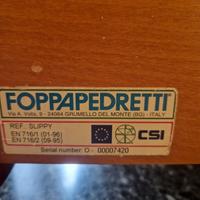 FOPPAPEDRETTI
Via A. Volta, 9 - 24064 GRUMELLO DEL MONTE (BG) - ITALY
REF. SLIPPY
EN 716/1 (01-96)
EN 716/2 (09-95)
CSI
Serial number: O - 00007420